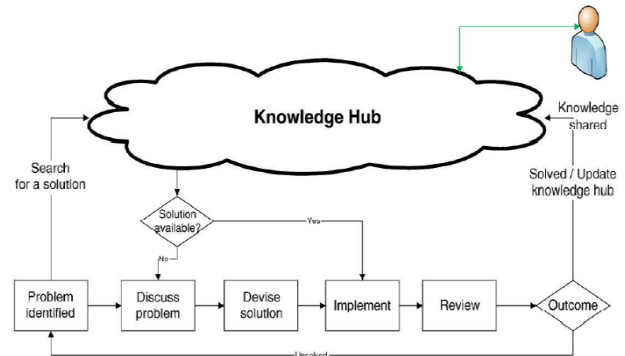 Knowledge Hub
Knowledge
shared
Search
for a solution
Solved / Update
knowledge hub
Solution
available?
Yes
No
Problem
identified
Discuss
problem
Devise
solution
Implement
Review
Outcome
Unsolved